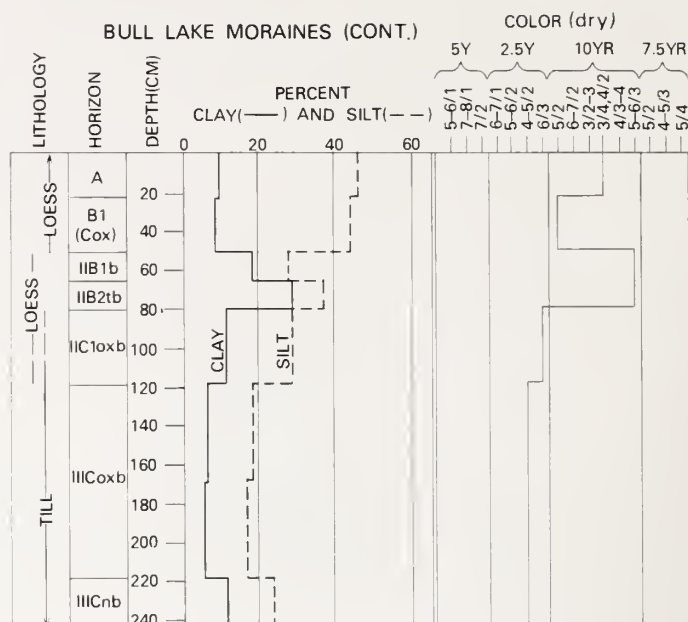 BULL LAKE MORAINES (CONT.)
COLOR (dry)
5Y 2.5Y 10YR 7.5YR
PERCENT
CLAY(——) AND SILT(– –)
LITHOLOGY
HORIZON
DEPTH(CM)
5-6/1
7-8/1
7/2
6-7/1
5-6/2
4-5/2
6/3
5/2
6-7/2
3/2-3
3/4,4/2
4/3-4
5-6/3
5/2
4-5/3
5/4
0 20 40 60
LOESS
A
20
B1
(Cox)
40
IIB1b
60
LOESS
IIB2tb
80
IIC1oxb
CLAY
SILT
100
120
140
IIICoxb
160
TILL
180
200
220
IIICnb
240